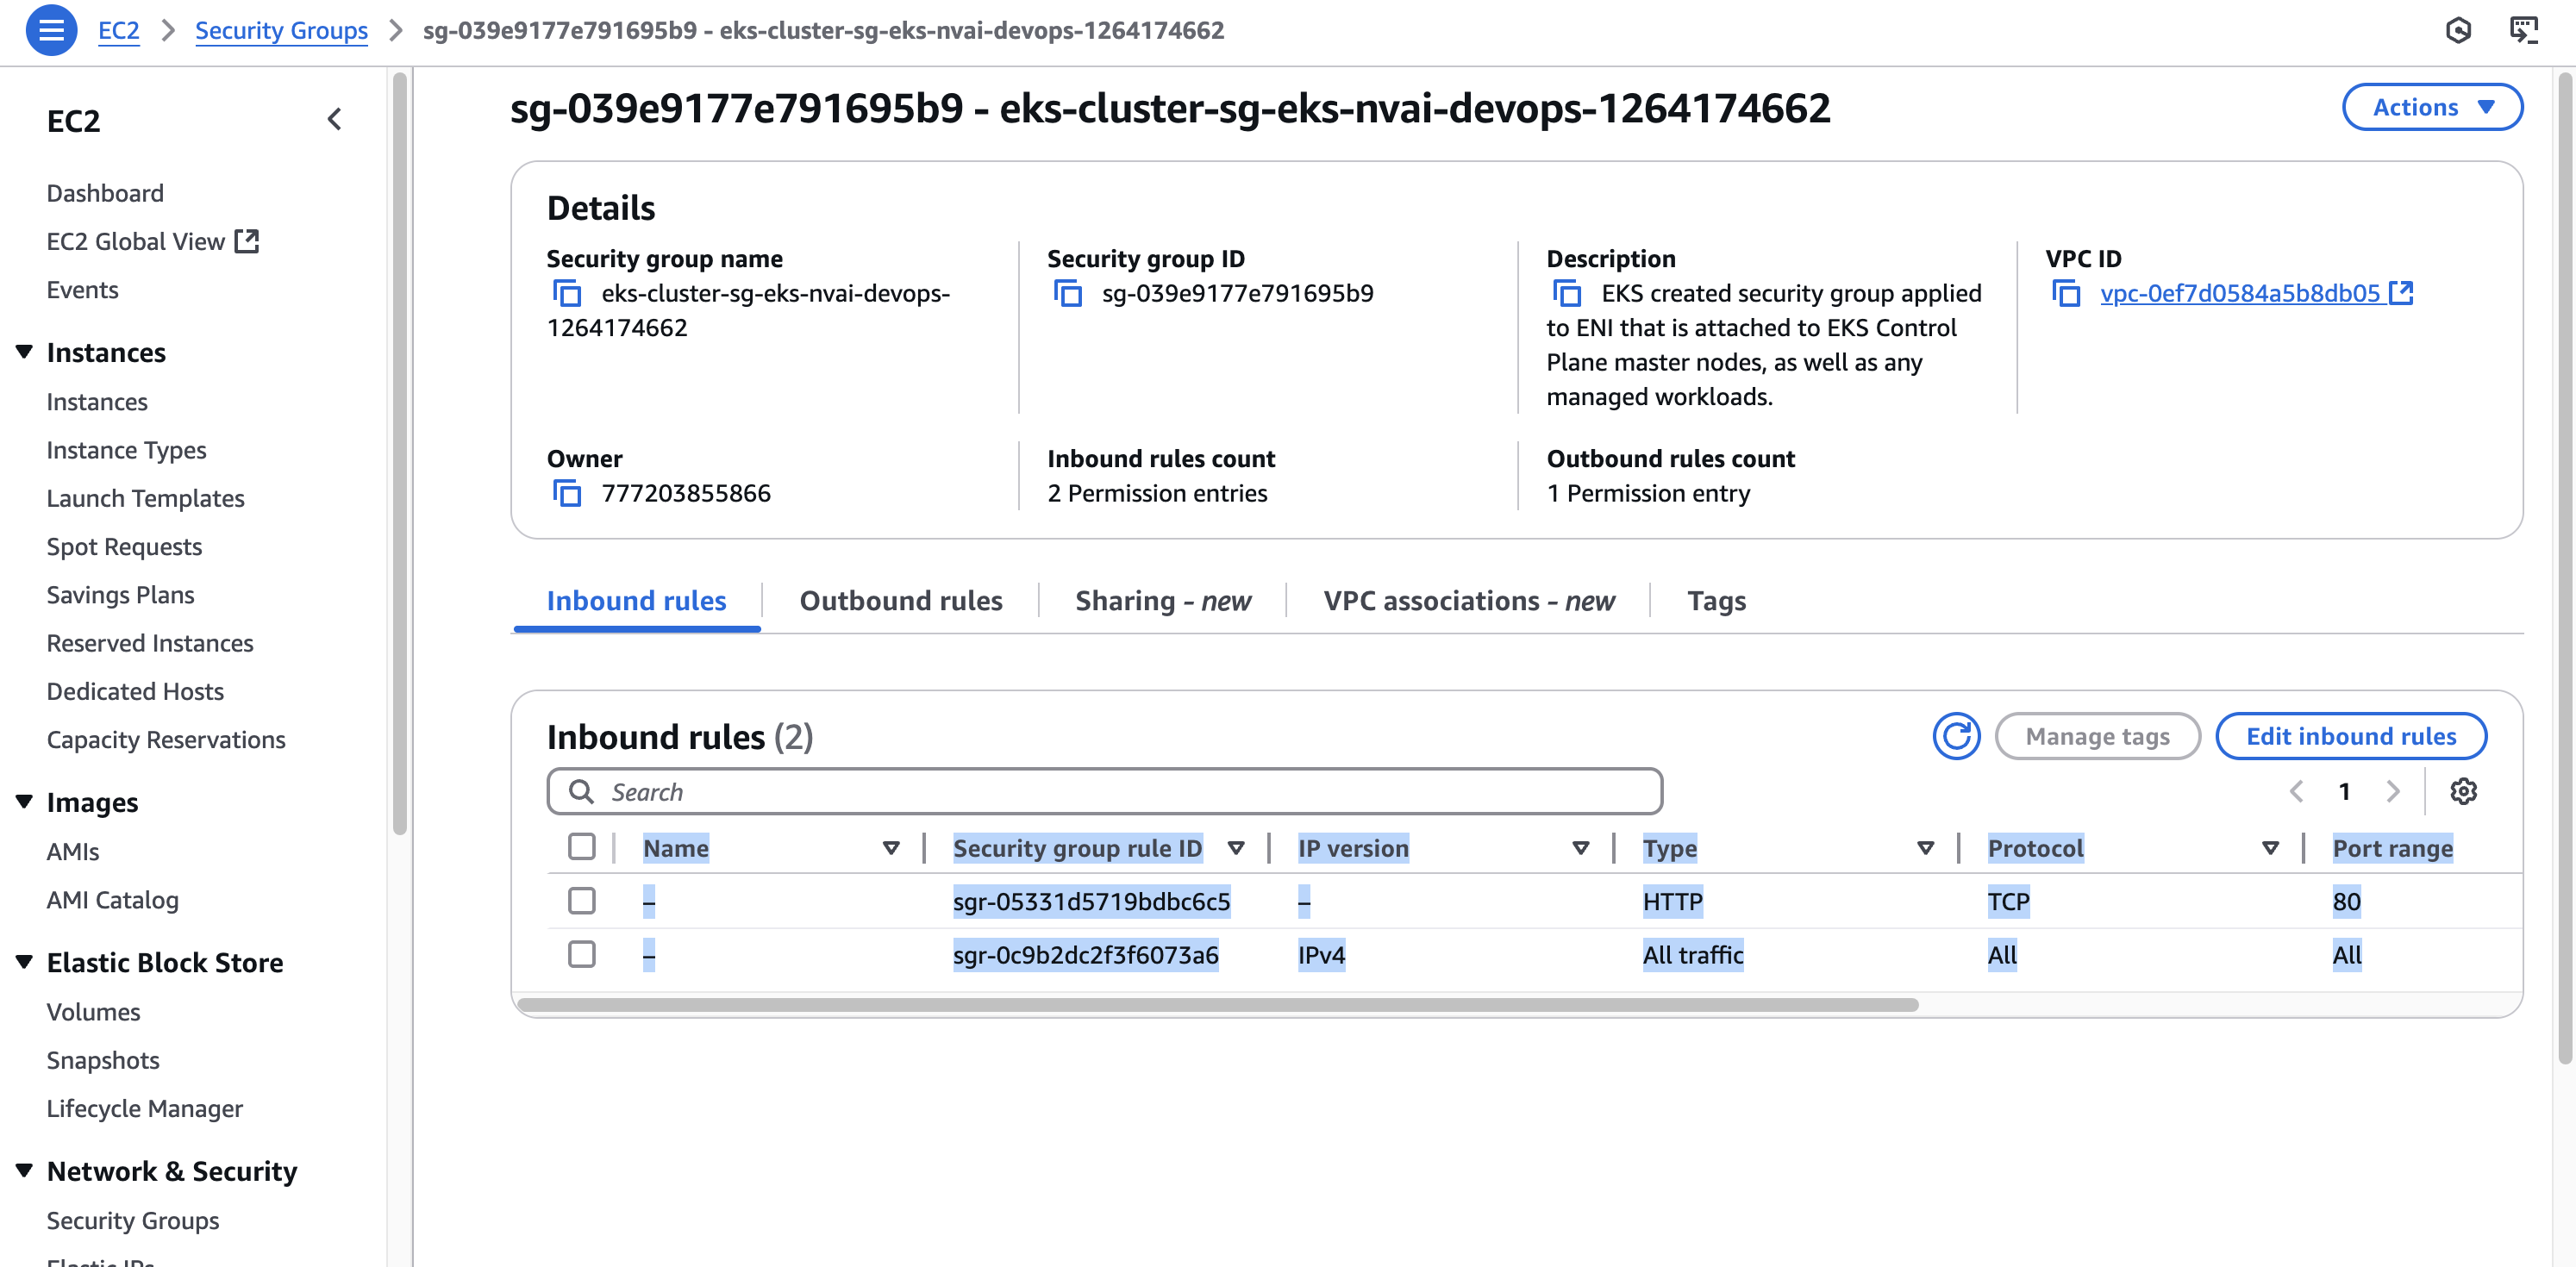 EC2 > Security Groups > sg-039e9177e791695b9 - eks-cluster-sg-eks-nvai-devops-1264174662
EC2
Dashboard
EC2 Global View
Events
Instances
Instances
Instance Types
Launch Templates
Spot Requests
Savings Plans
Reserved Instances
Dedicated Hosts
Capacity Reservations
Images
AMIs
AMI Catalog
Elastic Block Store
Volumes
Snapshots
Lifecycle Manager
Network & Security
Security Groups
Elastic IPs
sg-039e9177e791695b9 - eks-cluster-sg-eks-nvai-devops-1264174662
Actions
Details
Security group name
eks-cluster-sg-eks-nvai-devops-
1264174662
Security group ID
sg-039e9177e791695b9
Description
EKS created security group applied
to ENI that is attached to EKS Control
Plane master nodes, as well as any
managed workloads.
VPC ID
vpc-0ef7d0584a5b8db05
Owner
777203855866
Inbound rules count
2 Permission entries
Outbound rules count
1 Permission entry
Inbound rules Outbound rules Sharing - new VPC associations - new Tags
Inbound rules (2)
Manage tags
Edit inbound rules
Search
1
Name Security group rule ID IP version Type Protocol Port range
– sgr-05331d5719bdbc6c5 – HTTP TCP 80
– sgr-0c9b2dc2f3f6073a6 IPv4 All traffic All All